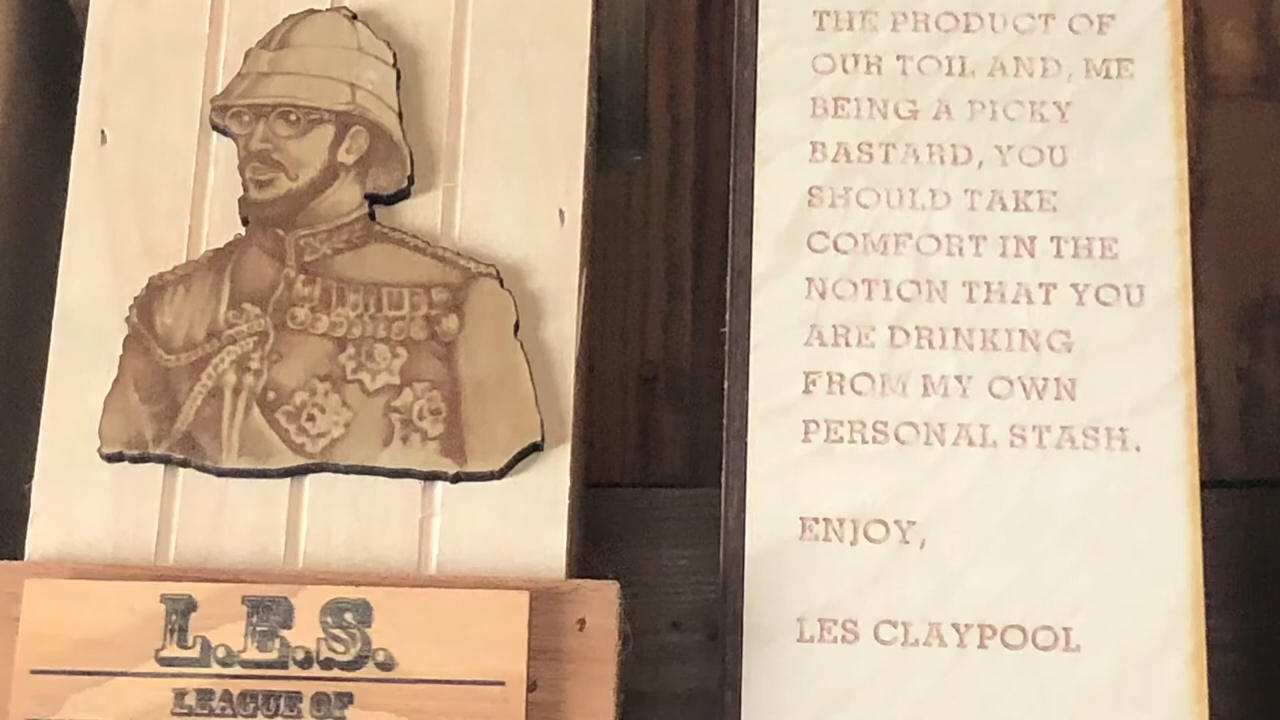 THE PRODUCT OF
OUR TOIL AND, ME
BEING A PICKY
BASTARD, YOU
SHOULD TAKE
COMFORT IN THE
NOTION THAT YOU
ARE DRINKING
FROM MY OWN
PERSONAL STASH.
ENJOY,
LES CLAYPOOL
L.E.S.
LEAGUE OF